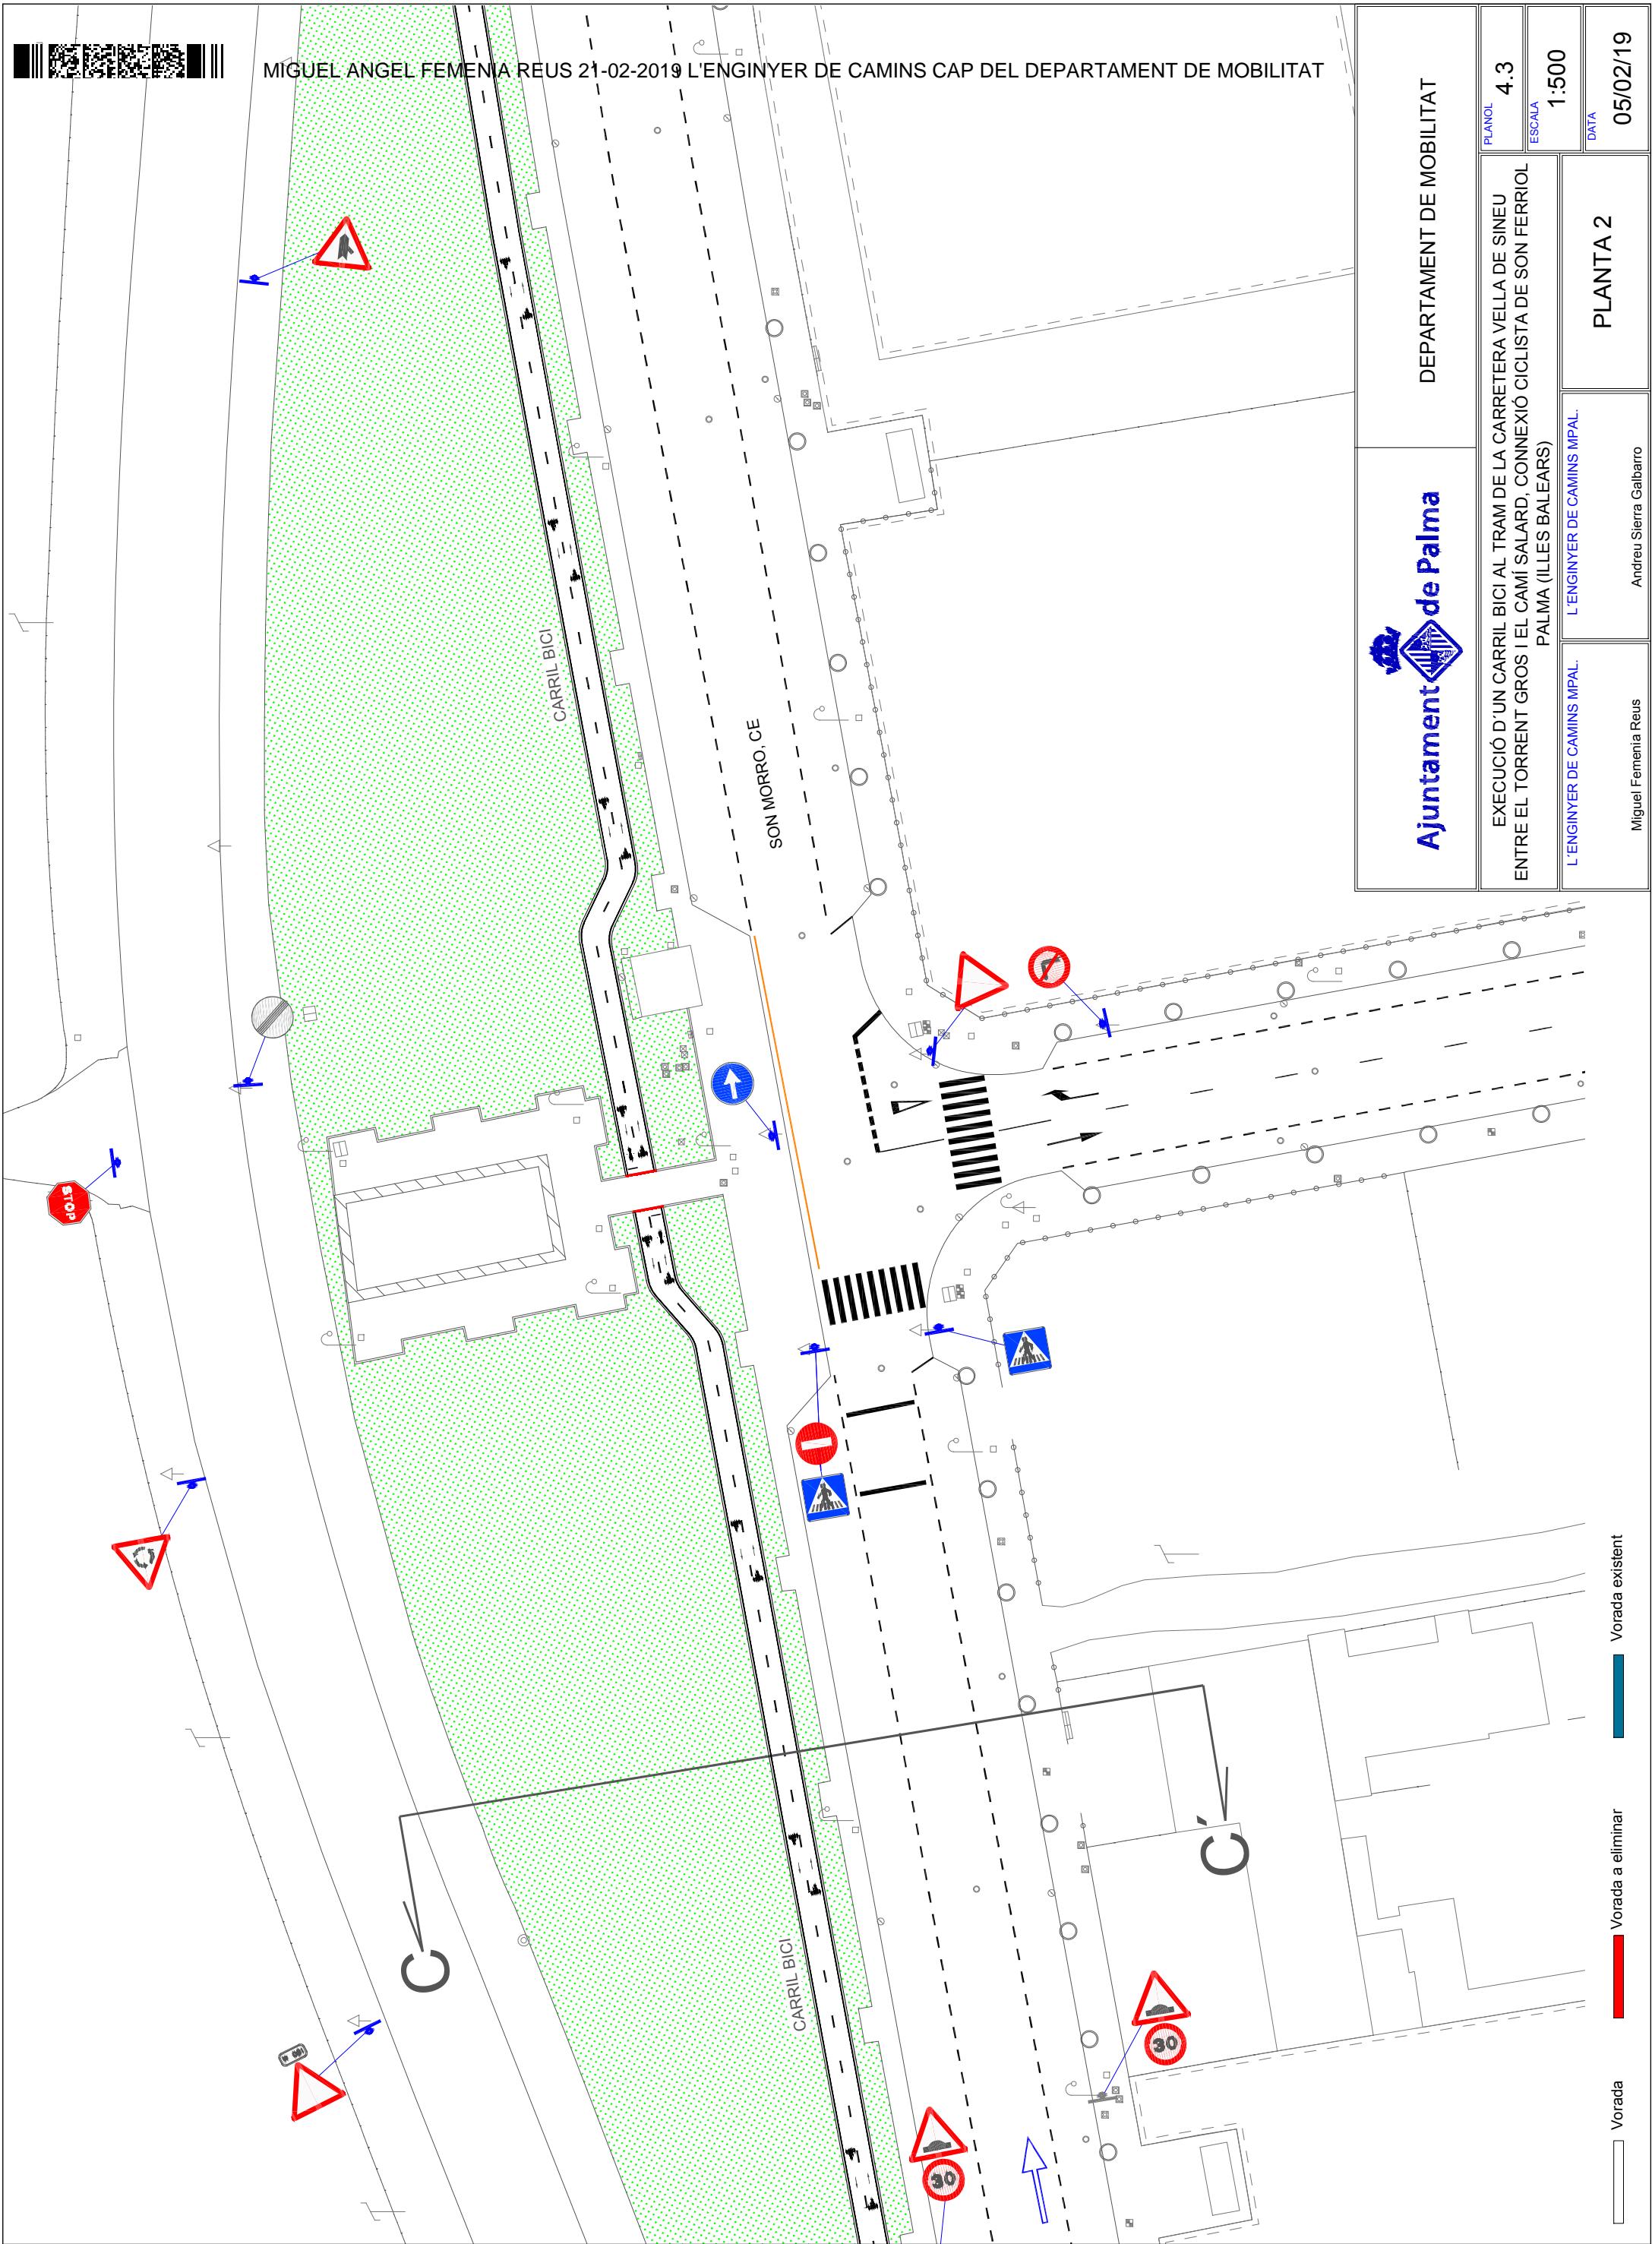 MIGUEL ANGEL FEMENIA REUS 21-02-2019 L'ENGINYER DE CAMINS CAP DEL DEPARTAMENT DE MOBILITAT
STOP
100 m
CARRIL BICI
CARRIL BICI
SON MORRO, CE
C
C'
30
30
Ajuntament de Palma
DEPARTAMENT DE MOBILITAT
EXECUCIÓ D'UN CARRIL BICI AL TRAM DE LA CARRETERA VELLA DE SINEU
ENTRE EL TORRENT GROS I EL CAMÍ SALARD, CONNEXIÓ CICLISTA DE SON FERRIOL
PALMA (ILLES BALEARS)
PLANOL
4.3
ESCALA
1:500
DATA
05/02/19
L'ENGINYER DE CAMINS MPAL.
Miguel Femenia Reus
L'ENGINYER DE CAMINS MPAL.
Andreu Sierra Galbarro
PLANTA 2
Vorada
Vorada a eliminar
Vorada existent